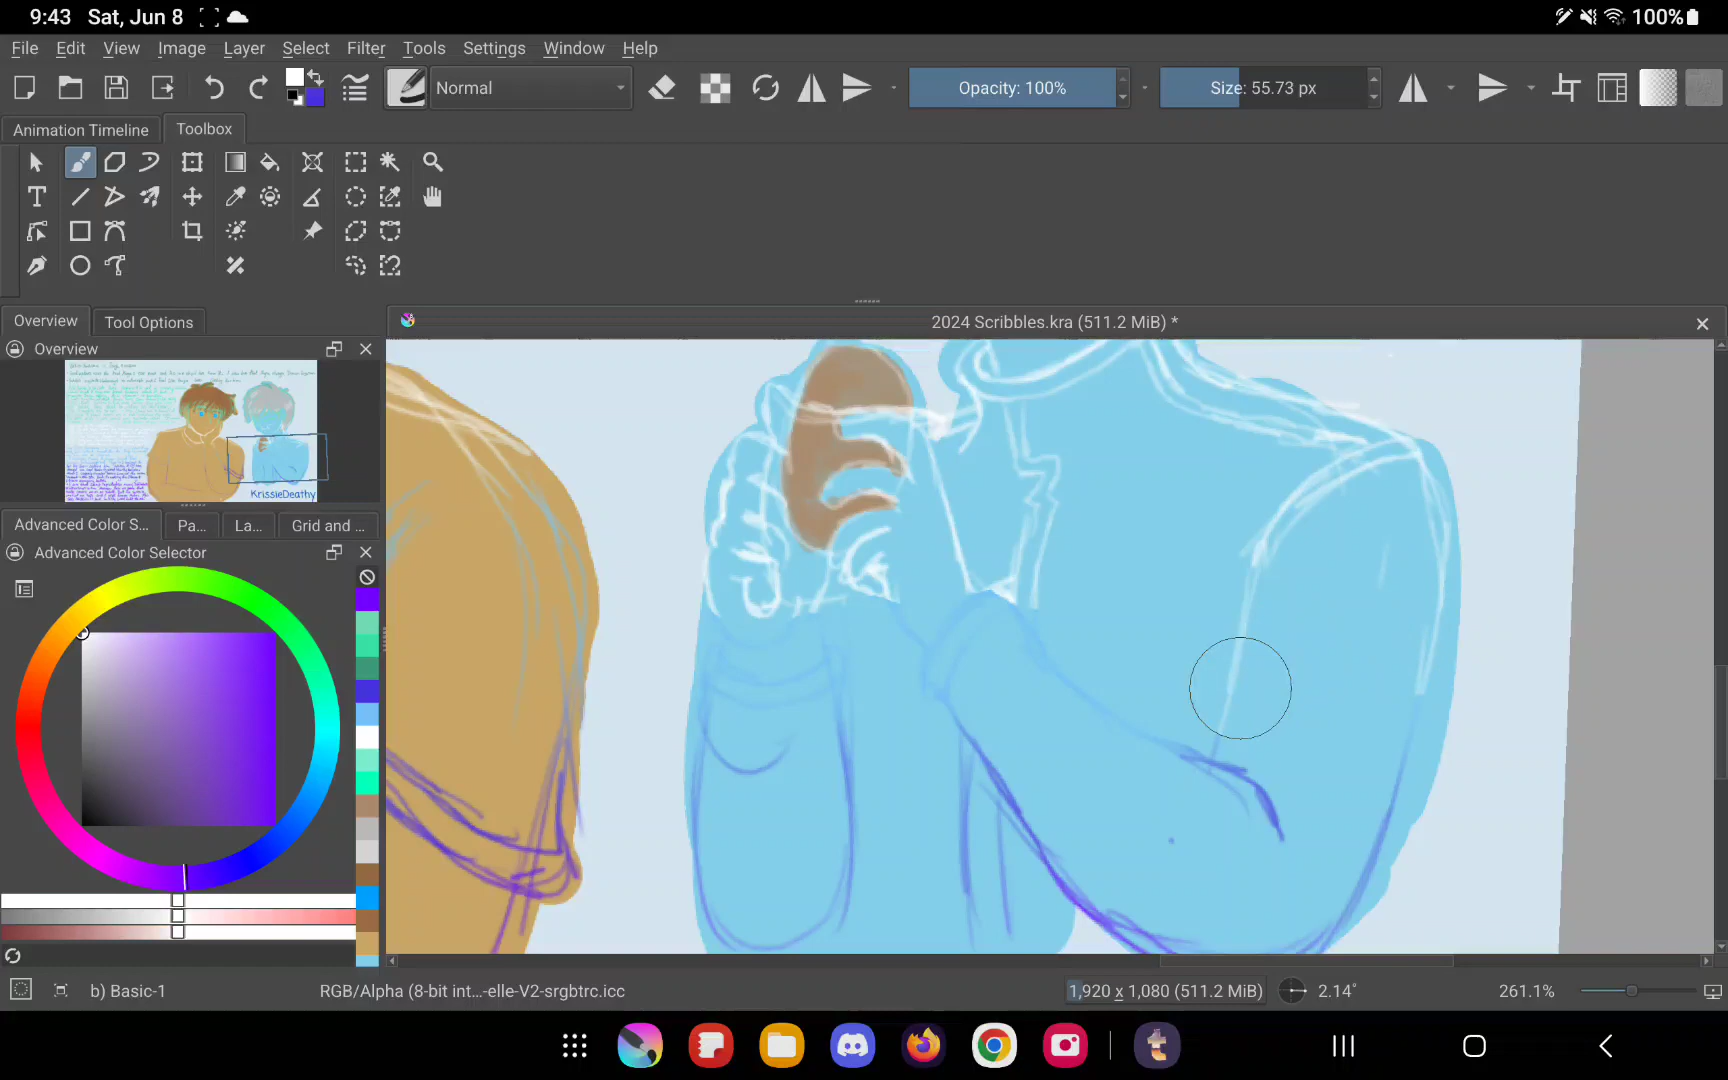 9:43 Sat, Jun 8 100%
File Edit View Image Layer Select Filter Tools Settings Window Help
Normal Opacity: 100% Size: 55.73 px
Animation Timeline Toolbox
Overview Tool Options 2024 Scribbles.kra (511.2 MiB) *
Overview
KrissieDeathy
Advanced Color S... Pa... La... Grid and ...
Advanced Color Selector
b) Basic-1 RGB/Alpha (8-bit int...-elle-V2-srgbtrc.icc 1,920 x 1,080 (511.2 MiB) 2.14° 261.1%